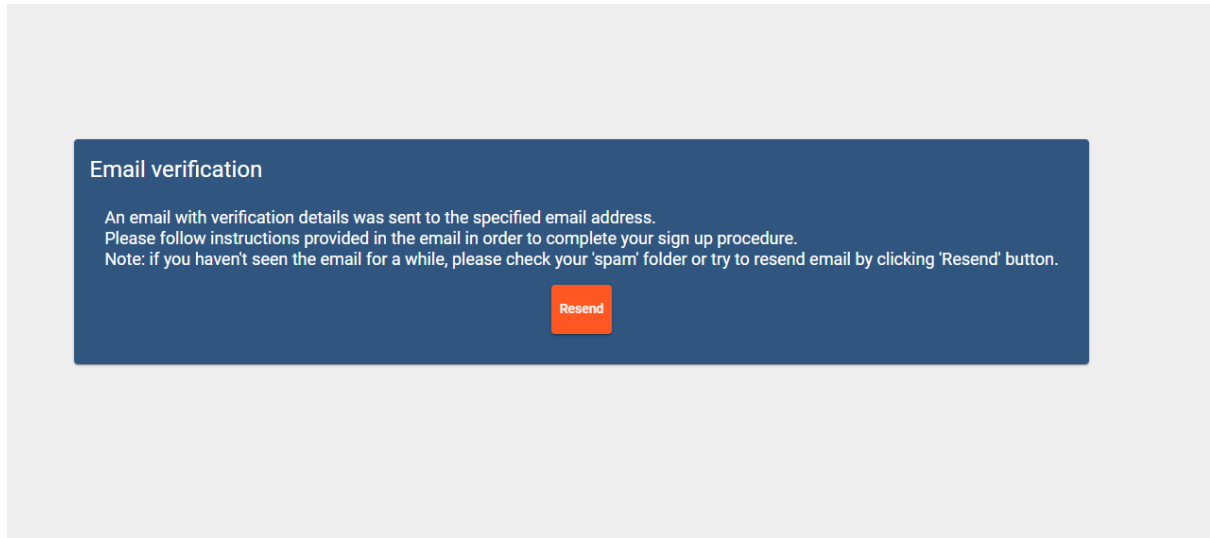 Email verification
An email with verification details was sent to the specified email address.
Please follow instructions provided in the email in order to complete your sign up procedure.
Note: if you haven't seen the email for a while, please check your 'spam' folder or try to resend email by clicking 'Resend' button.
Resend